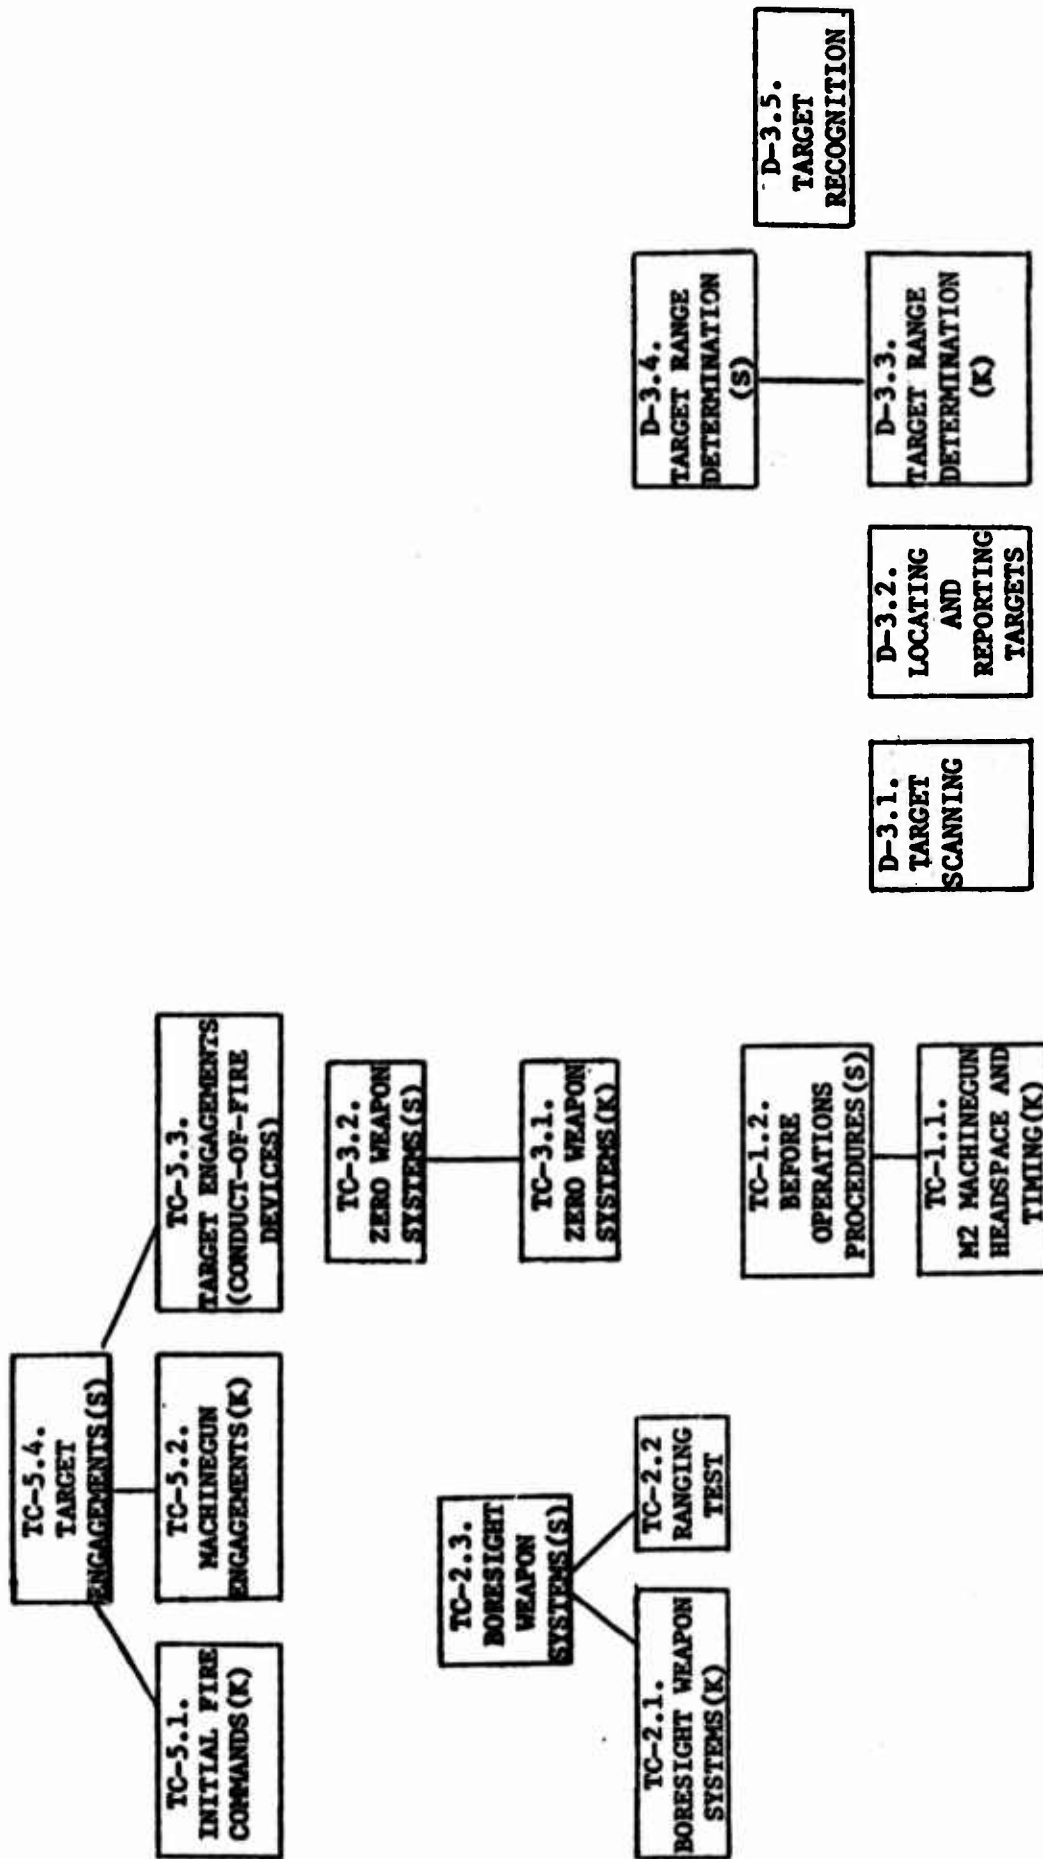 TC-5.4.
TARGET
ENGAGEMENTS(S)
TC-5.1.
INITIAL FIRE
COMMANDS(K)
TC-5.2.
MACHINEGUN
ENGAGEMENTS(K)
TC-5.3.
TARGET ENGAGEMENTS
(CONDUCT-OF-FIRE
DEVICES)
TC-3.2.
ZERO WEAPON
SYSTEMS(S)
TC-3.1.
ZERO WEAPON
SYSTEMS(K)
TC-2.3.
BORESIGHT
WEAPON
SYSTEMS(S)
TC-2.1.
BORESIGHT WEAPON
SYSTEMS(K)
TC-2.2
RANGING
TEST
TC-1.2.
BEFORE
OPERATIONS
PROCEDURES(S)
TC-1.1.
M2 MACHINEGUN
HEADSPACE AND
TIMING(K)
D-3.4.
TARGET RANGE
DETERMINATION
(S)
D-3.5.
TARGET
RECOGNITION
D-3.1.
TARGET
SCANNING
D-3.2.
LOCATING
AND
REPORTING
TARGETS
D-3.3.
TARGET RANGE
DETERMINATION
(K)